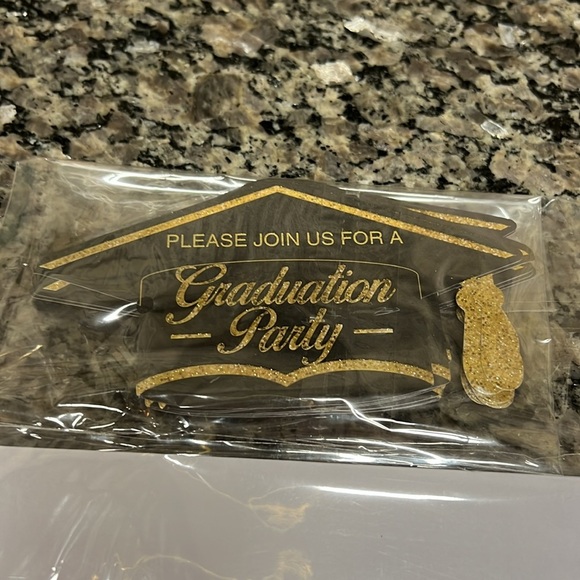 PLEASE JOIN US FOR A
Graduation
- Party -